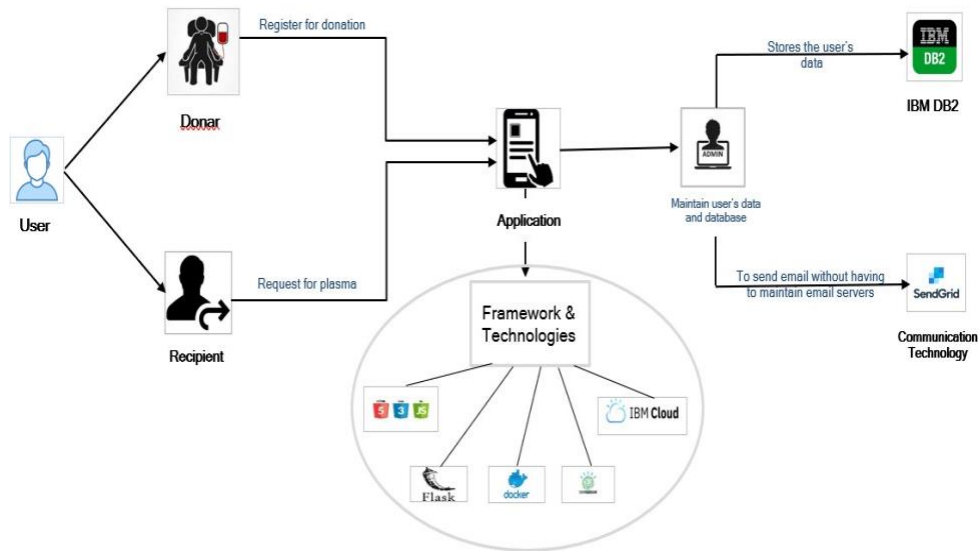 Register for donation
Donar
User
Request for plasma
Recipient
Application
ADMIN
Maintain user's data
and database
Stores the user's
data
IBM
DB2
IBM DB2
To send email without having
to maintain email servers
SendGrid
Communication
Technology
Framework &
Technologies
5 3 JS
IBM Cloud
Flask
docker